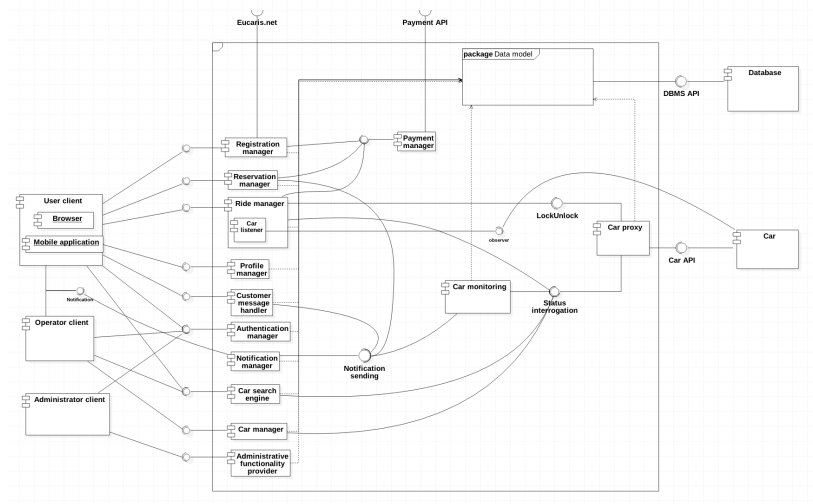 Eucaris.net
Payment API
package Data model
Database
DBMS API
Registration
manager
Payment
manager
Reservation
manager
User client
Browser
Mobile application
Ride manager
Car
listener
LockUnlock
observer
Car proxy
Car
Car API
Profile
manager
Customer
message
handler
Car monitoring
Status
interrogation
Notification
Operator client
Authentication
manager
Notification
manager
Notification
sending
Car search
engine
Administrator client
Car manager
Administrative
functionality
provider